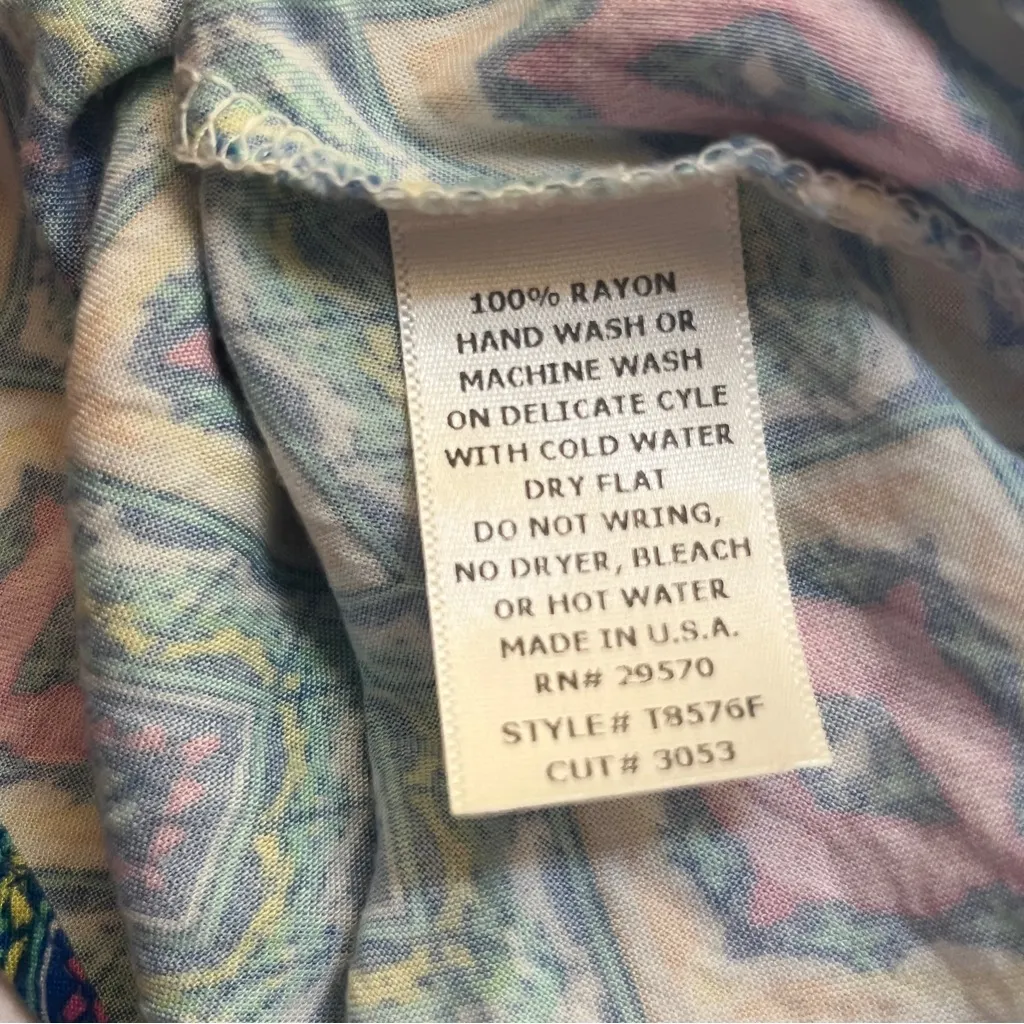 100% RAYON
HAND WASH OR
MACHINE WASH
ON DELICATE CYLE
WITH COLD WATER
DRY FLAT
DO NOT WRING,
NO DRYER, BLEACH
OR HOT WATER
MADE IN U.S.A.
RN# 29570
STYLE# T8576F
CUT# 3053